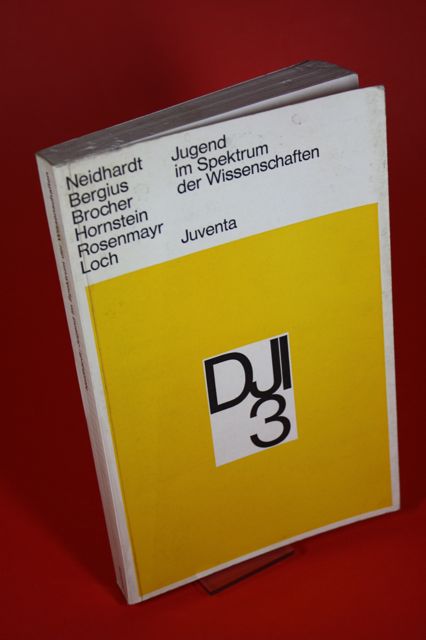 Neidhardt
Bergius
Brocher
Hornstein
Rosenmayr
Loch
Jugend
im Spektrum
der Wissenschaften
Juventa
DJI
3